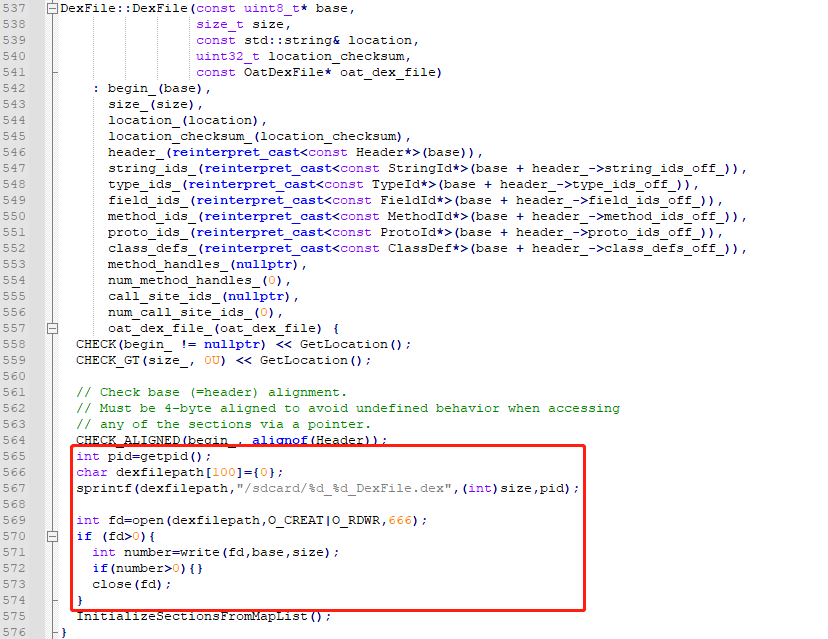 537 DexFile::DexFile(const uint8_t* base,
538 size_t size,
539 const std::string& location,
540 uint32_t location_checksum,
541 const OatDexFile* oat_dex_file)
542 : begin_(base),
543 size_(size),
544 location_(location),
545 location_checksum_(location_checksum),
546 header_(reinterpret_cast<const Header*>(base)),
547 string_ids_(reinterpret_cast<const StringId*>(base + header_->string_ids_off_)),
548 type_ids_(reinterpret_cast<const TypeId*>(base + header_->type_ids_off_)),
549 field_ids_(reinterpret_cast<const FieldId*>(base + header_->field_ids_off_)),
550 method_ids_(reinterpret_cast<const MethodId*>(base + header_->method_ids_off_)),
551 proto_ids_(reinterpret_cast<const ProtoId*>(base + header_->proto_ids_off_)),
552 class_defs_(reinterpret_cast<const ClassDef*>(base + header_->class_defs_off_)),
553 method_handles_(nullptr),
554 num_method_handles_(0),
555 call_site_ids_(nullptr),
556 num_call_site_ids_(0),
557 oat_dex_file_(oat_dex_file) {
558 CHECK(begin_ != nullptr) << GetLocation();
559 CHECK_GT(size_, 0U) << GetLocation();
560
561 // Check base (=header) alignment.
562 // Must be 4-byte aligned to avoid undefined behavior when accessing
563 // any of the sections via a pointer.
564 CHECK_ALIGNED(begin_, alignof(Header));
565 int pid=getpid();
566 char dexfilepath[100]={0};
567 sprintf(dexfilepath,"/sdcard/%d_%d_DexFile.dex",(int)size,pid);
568
569 int fd=open(dexfilepath,O_CREAT|O_RDWR,666);
570 if (fd>0){
571 int number=write(fd,base,size);
572 if(number>0){}
573 close(fd);
574 }
575 InitializeSectionsFromMapList();
576 }